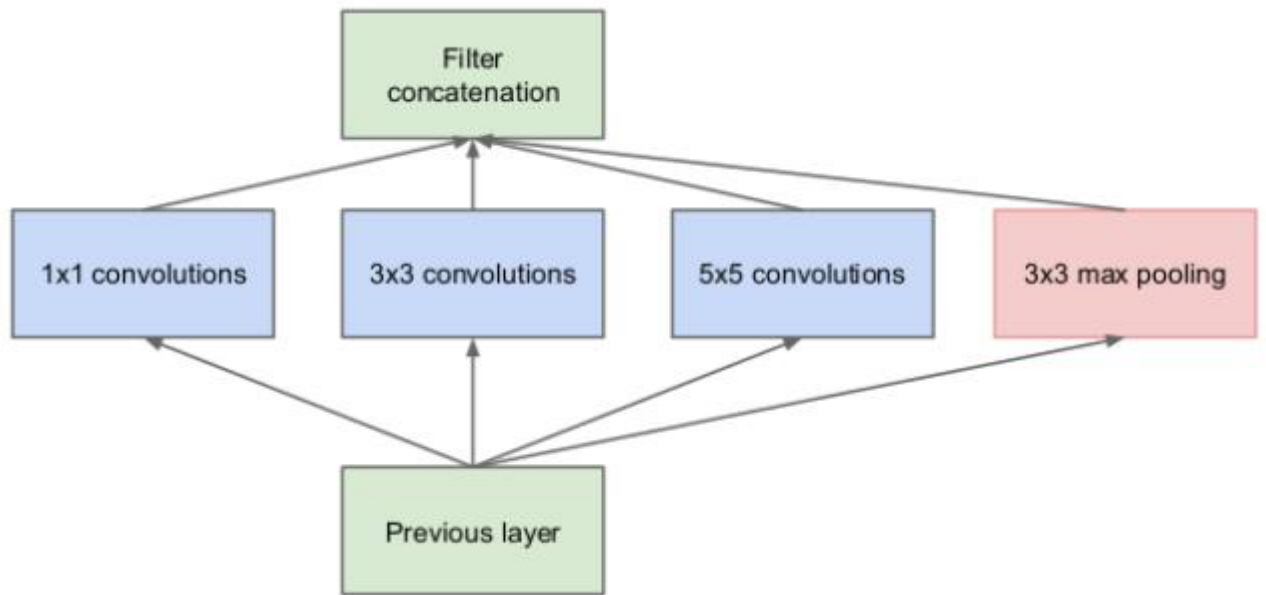 Filter
concatenation
1x1 convolutions
3x3 convolutions
5x5 convolutions
3x3 max pooling
Previous layer